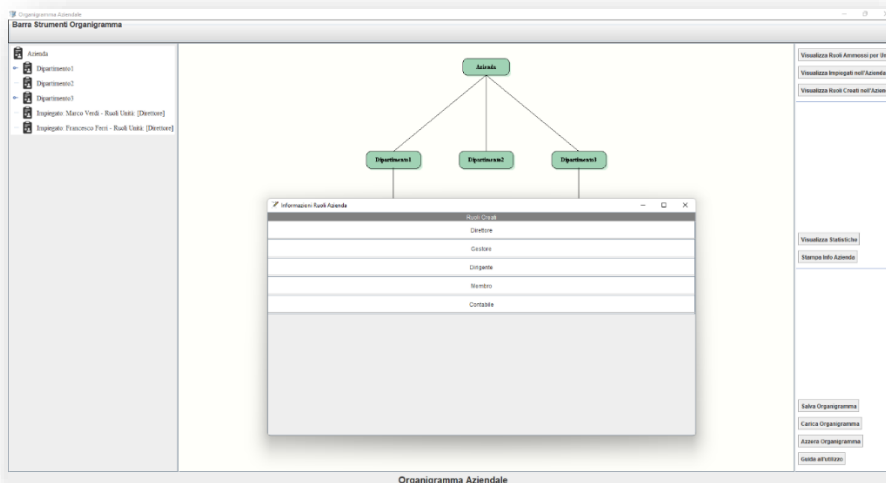 Organigramma Aziendale
Barra Strumenti Organigramma
Azienda
Dipartimento1
Dipartimento2
Dipartimento3
Impiegato: Marco Verdi - Ruoli Unità: [Direttore]
Impiegato: Francesco Ferri - Ruoli Unità: [Direttore]
Azienda
Dipartimento1
Dipartimento2
Dipartimento3
Informazioni Ruoli Azienda
Ruoli Creati
Direttore
Gestore
Dirigente
Membro
Contabile
Visualizza Ruoli Ammessi per
Visualizza Impiegati nell'Azienda
Visualizza Ruoli Creati nell'Azien
Visualizza Statistiche
Stampa Info Azienda
Salva Organigramma
Carica Organigramma
Azzera Organigramma
Guida all'utilizzo
Organigramma Aziendale